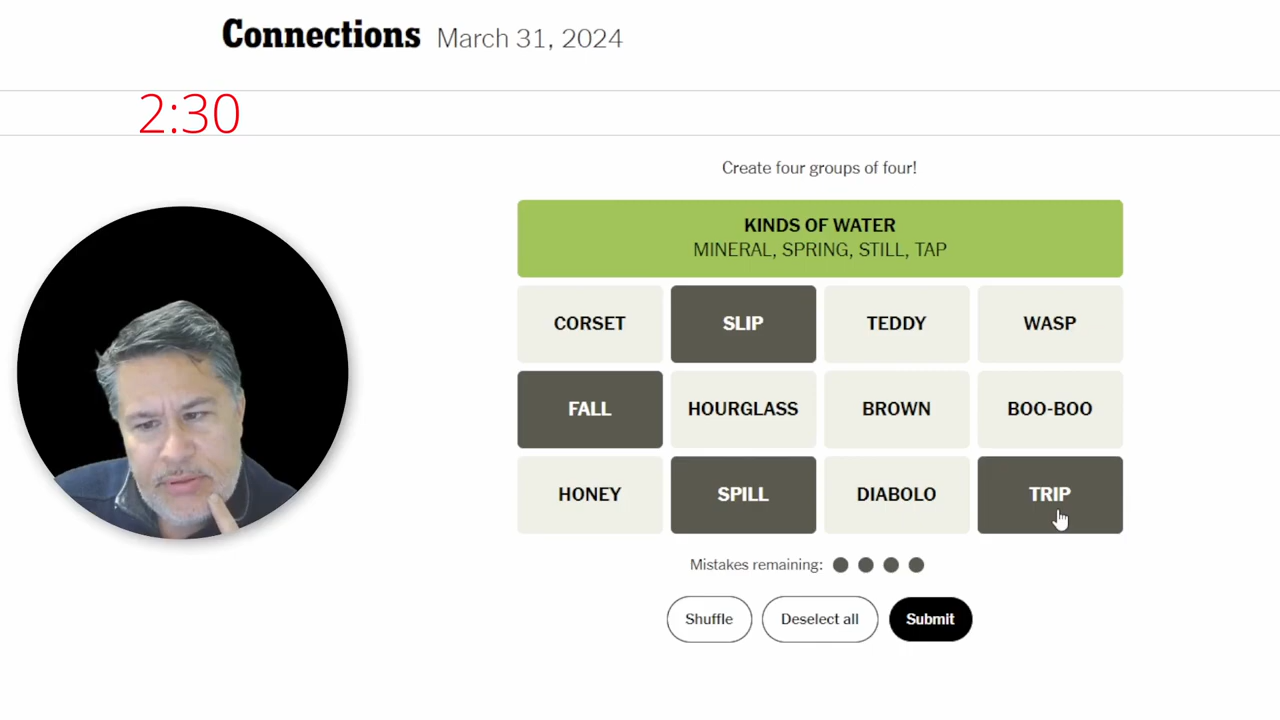 Connections March 31, 2024
2:30
Create four groups of four!
KINDS OF WATER
MINERAL, SPRING, STILL, TAP
CORSET SLIP TEDDY WASP
FALL HOURGLASS BROWN BOO-BOO
HONEY SPILL DIABOLO TRIP
Mistakes remaining:
Shuffle Deselect all Submit